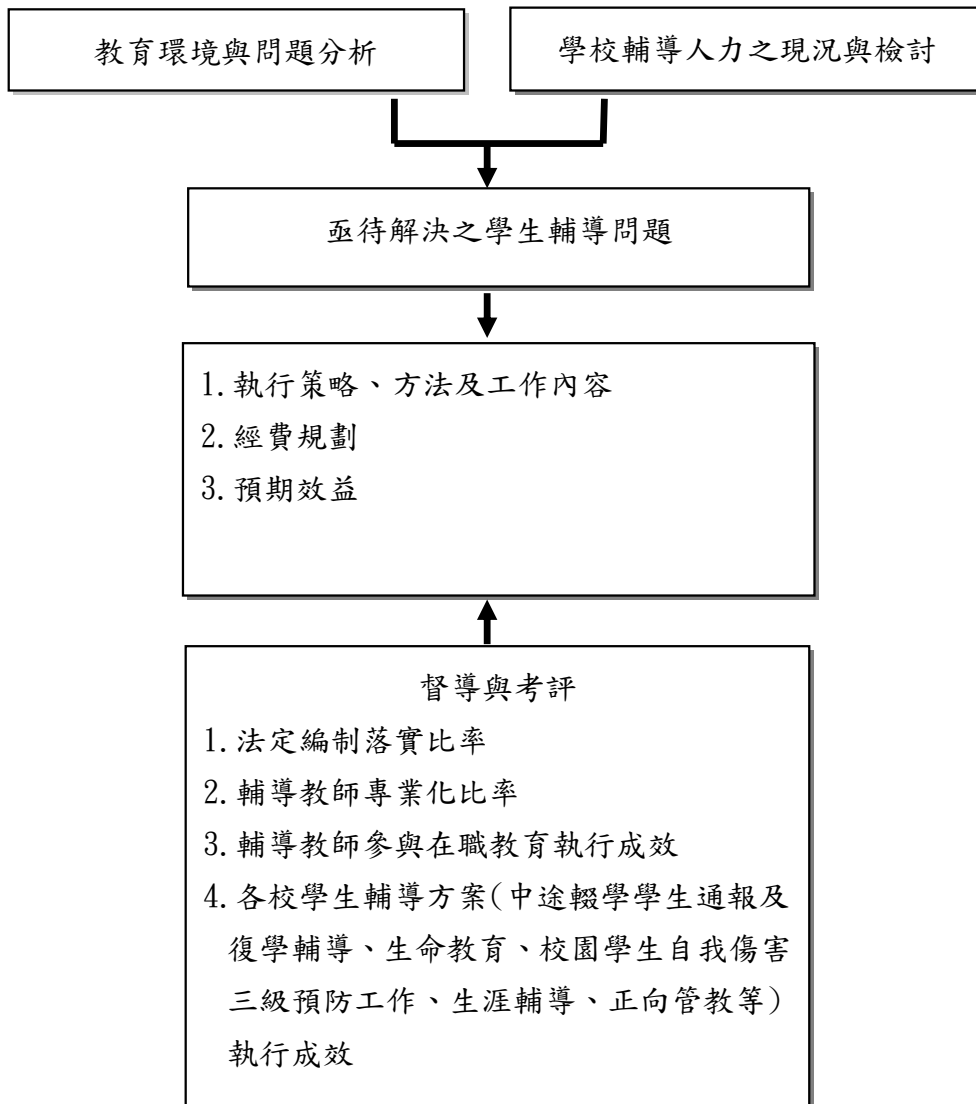 教育環境與問題分析
學校輔導人力之現況與檢討
亟待解決之學生輔導問題
1.執行策略、方法及工作內容
2.經費規劃
3.預期效益
督導與考評
1.法定編制落實比率
2.輔導教師專業化比率
3.輔導教師參與在職教育執行成效
4.各校學生輔導方案(中途輟學學生通報及
復學輔導、生命教育、校園學生自我傷害
三級預防工作、生涯輔導、正向管教等)
執行成效